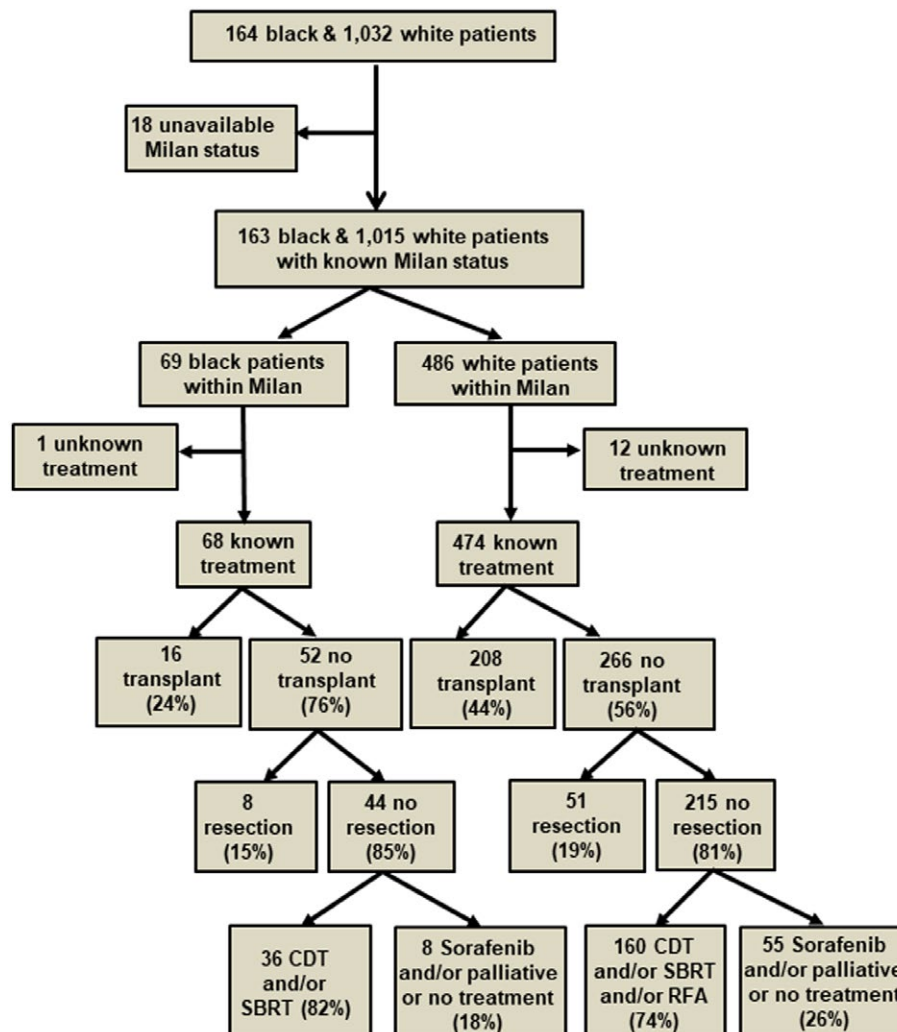 164 black & 1,032 white patients
18 unavailable
Milan status
163 black & 1,015 white patients
with known Milan status
69 black patients
within Milan
486 white patients
within Milan
1 unknown
treatment
12 unknown
treatment
68 known
treatment
474 known
treatment
16
transplant
(24%)
52 no
transplant
(76%)
208
transplant
(44%)
266 no
transplant
(56%)
8
resection
(15%)
44 no
resection
(85%)
51
resection
(19%)
215 no
resection
(81%)
36 CDT
and/or
SBRT (82%)
8 Sorafenib
and/or palliative
or no treatment
(18%)
160 CDT
and/or SBRT
and/or RFA
(74%)
55 Sorafenib
and/or palliative
or no treatment
(26%)